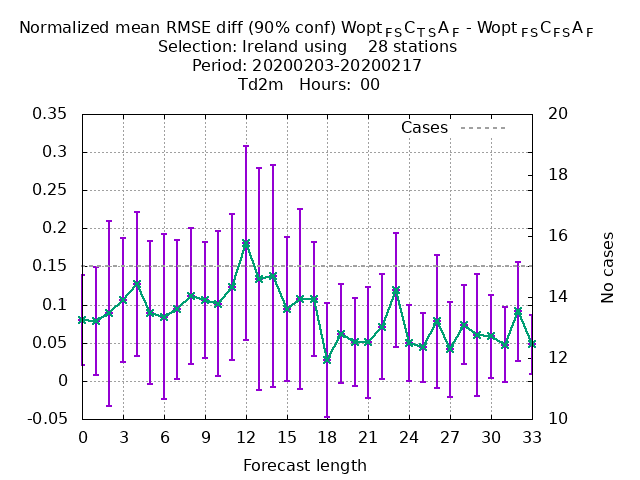 Normalized mean RMSE diff (90% conf) Wopt FS C TS A F - Wopt FS C FS A F
Selection: Ireland using 28 stations
Period: 20200203-20200217
Td2m Hours: 00
0.35
0.3
0.25
0.2
0.15
0.1
0.05
0
-0.05
Cases
20
18
16
14
12
10
No cases
0 3 6 9 12 15 18 21 24 27 30 33
Forecast length